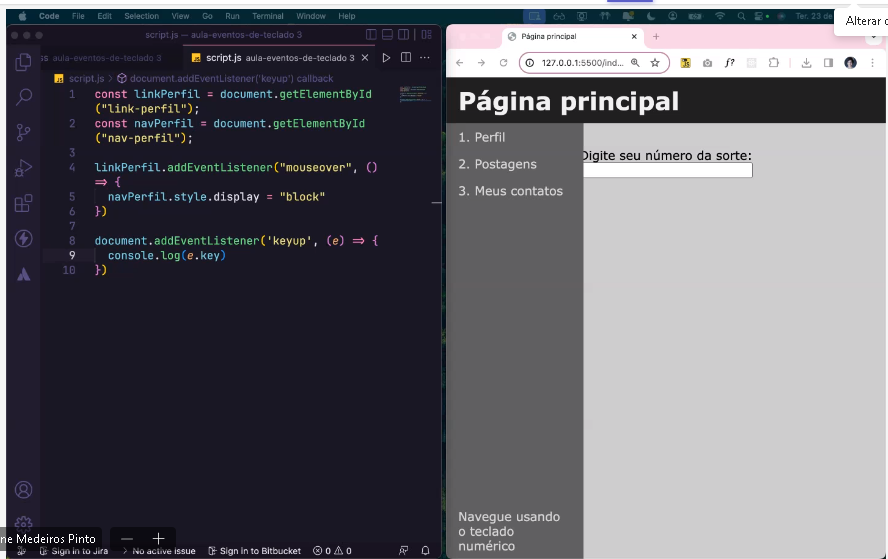 Code File Edit Selection View Go Run Terminal Window Help
Ter. 23 de
Alterar
script.js — aula-eventos-de-teclado 3
ss aula-eventos-de-teclado 3
script.js aula-eventos-de-teclado 3
script.js > document.addEventListener('keyup') callback
1 const linkPerfil = document.getElementById
("link-perfil");
2 const navPerfil = document.getElementById
("nav-perfil");
3
4 linkPerfil.addEventListener("mouseover", ()
=> {
5 navPerfil.style.display = "block"
6 })
7
8 document.addEventListener('keyup', (e) => {
9 console.log(e.key)
10 })
ne Medeiros Pinto
Sign in to Jira No active issue Sign in to Bitbucket 0 0
Página principal
127.0.0.1:5500/ind...
f?
Página principal
1. Perfil
2. Postagens
3. Meus contatos
Digite seu número da sorte:
Navegue usando
o teclado
numérico